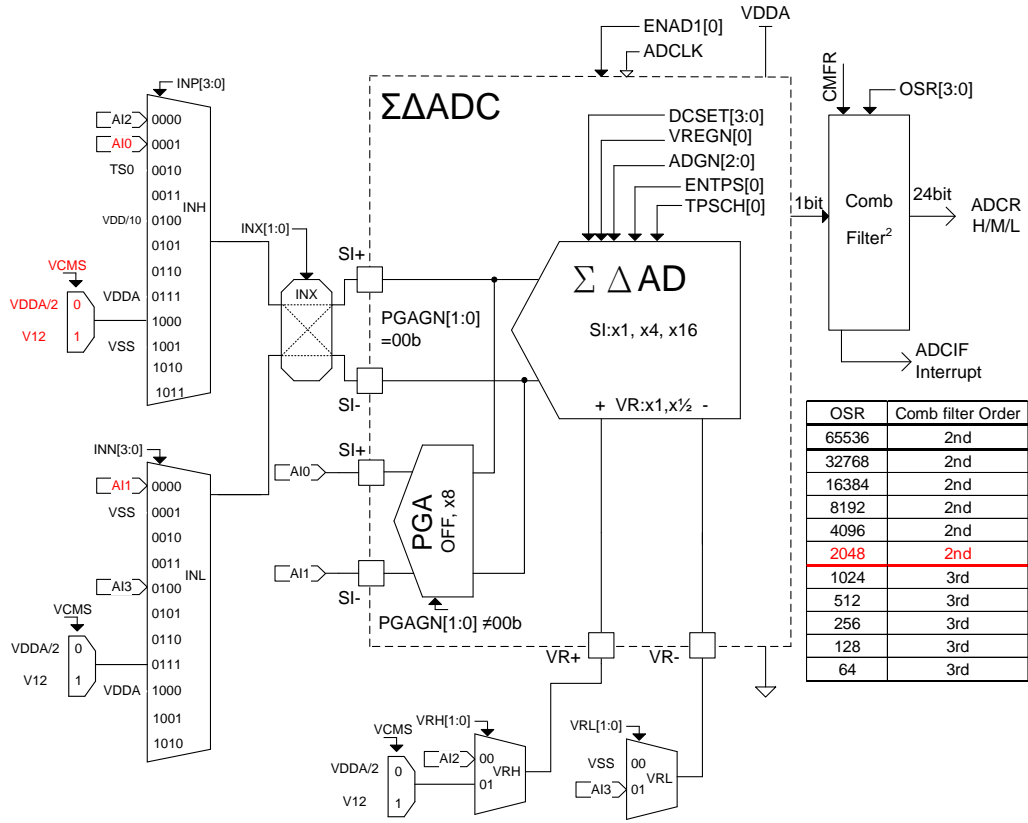 ENAD1[0]
ADCLK
VDDA
INP[3:0]
AI2 0000
AI0 0001
TS0 0010
0011
VDD/10 0100
0101
0110
VDDA 0111
1000
VSS 1001
1010
1011
INH
VCMS
VDDA/2 0
V12 1
INX[1:0]
INX
SI+
SI-
PGAGN[1:0]
=00b
ΣΔADC
DCSET[3:0]
VREGN[0]
ADGN[2:0]
ENTPS[0]
TPSCH[0]
Σ Δ AD
SI:x1, x4, x16
+ VR:x1,x½ -
1bit
CMFR
OSR[3:0]
Comb
Filter²
24bit
ADCR
H/M/L
ADCIF
Interrupt
INN[3:0]
AI1 0000
VSS 0001
0010
0011
AI3 0100
0101
0110
0111
VDDA 1000
1001
1010
INL
VCMS
VDDA/2 0
V12 1
SI+
AI0
AI1
SI-
PGA
OFF, x8
PGAGN[1:0] ≠00b
VR+
VR-
VRH[1:0]
VCMS
VDDA/2 0
V12 1
AI2 00
01
VRH
VRL[1:0]
VSS 00
AI3 01
VRL
OSR Comb filter Order
65536 2nd
32768 2nd
16384 2nd
8192 2nd
4096 2nd
2048 2nd
1024 3rd
512 3rd
256 3rd
128 3rd
64 3rd